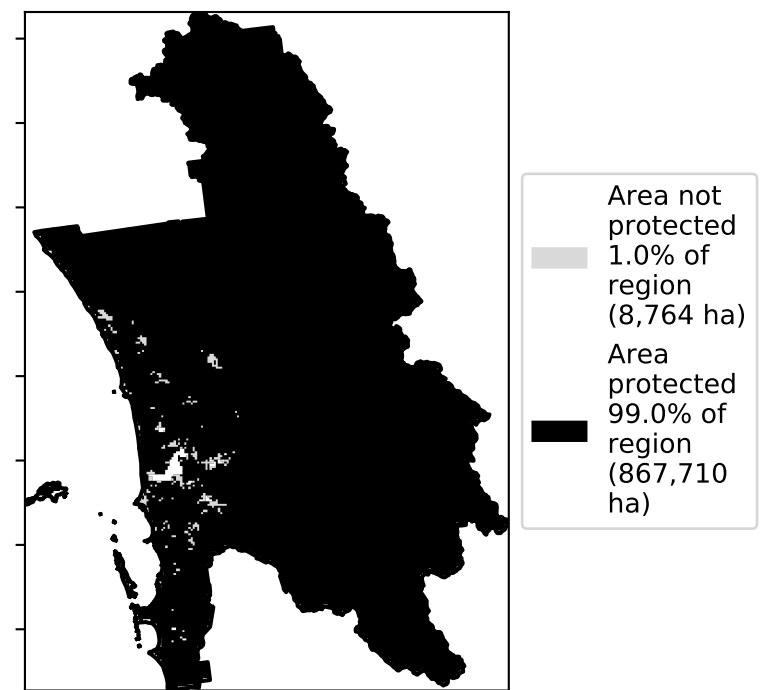 Area not
protected
1.0% of
region
(8,764 ha)
Area
protected
99.0% of
region
(867,710
ha)